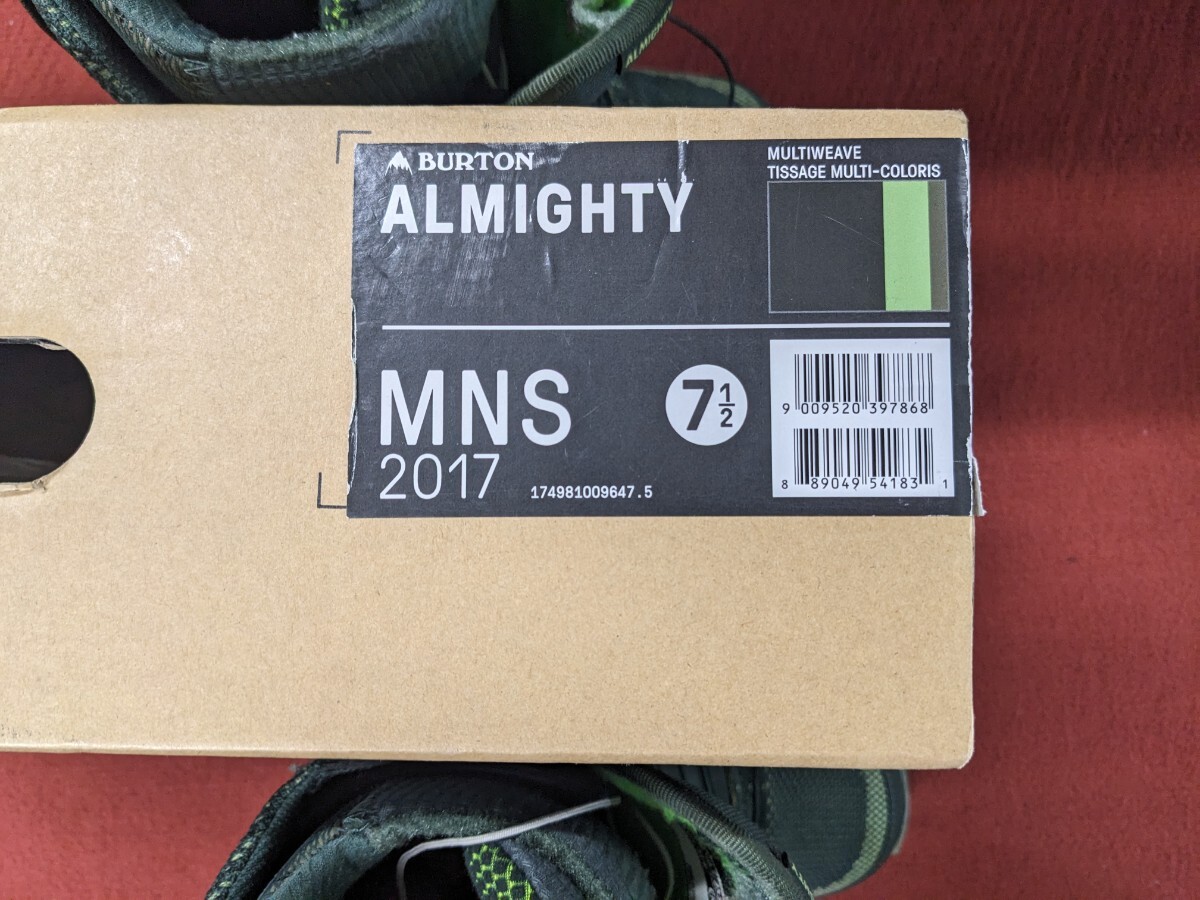 ALMIGHTY
BURTON
ALMIGHTY
MULTIWEAVE
TISSAGE MULTI-COLORIS
MNS
7 1/2
2017
174981009647.5
9 009520 397868
8 89049 54183 1